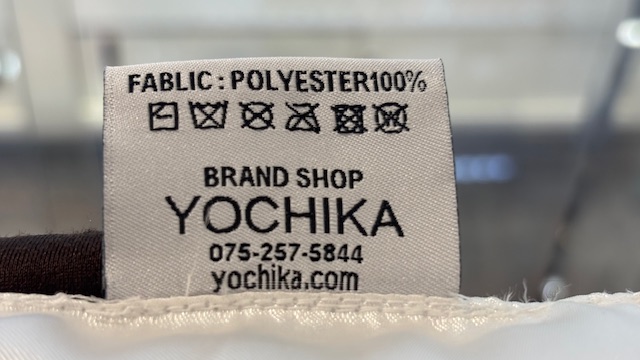 FABLIC : POLYESTER100%
BRAND SHOP
YOCHIKA
075-257-5844
yochika.com